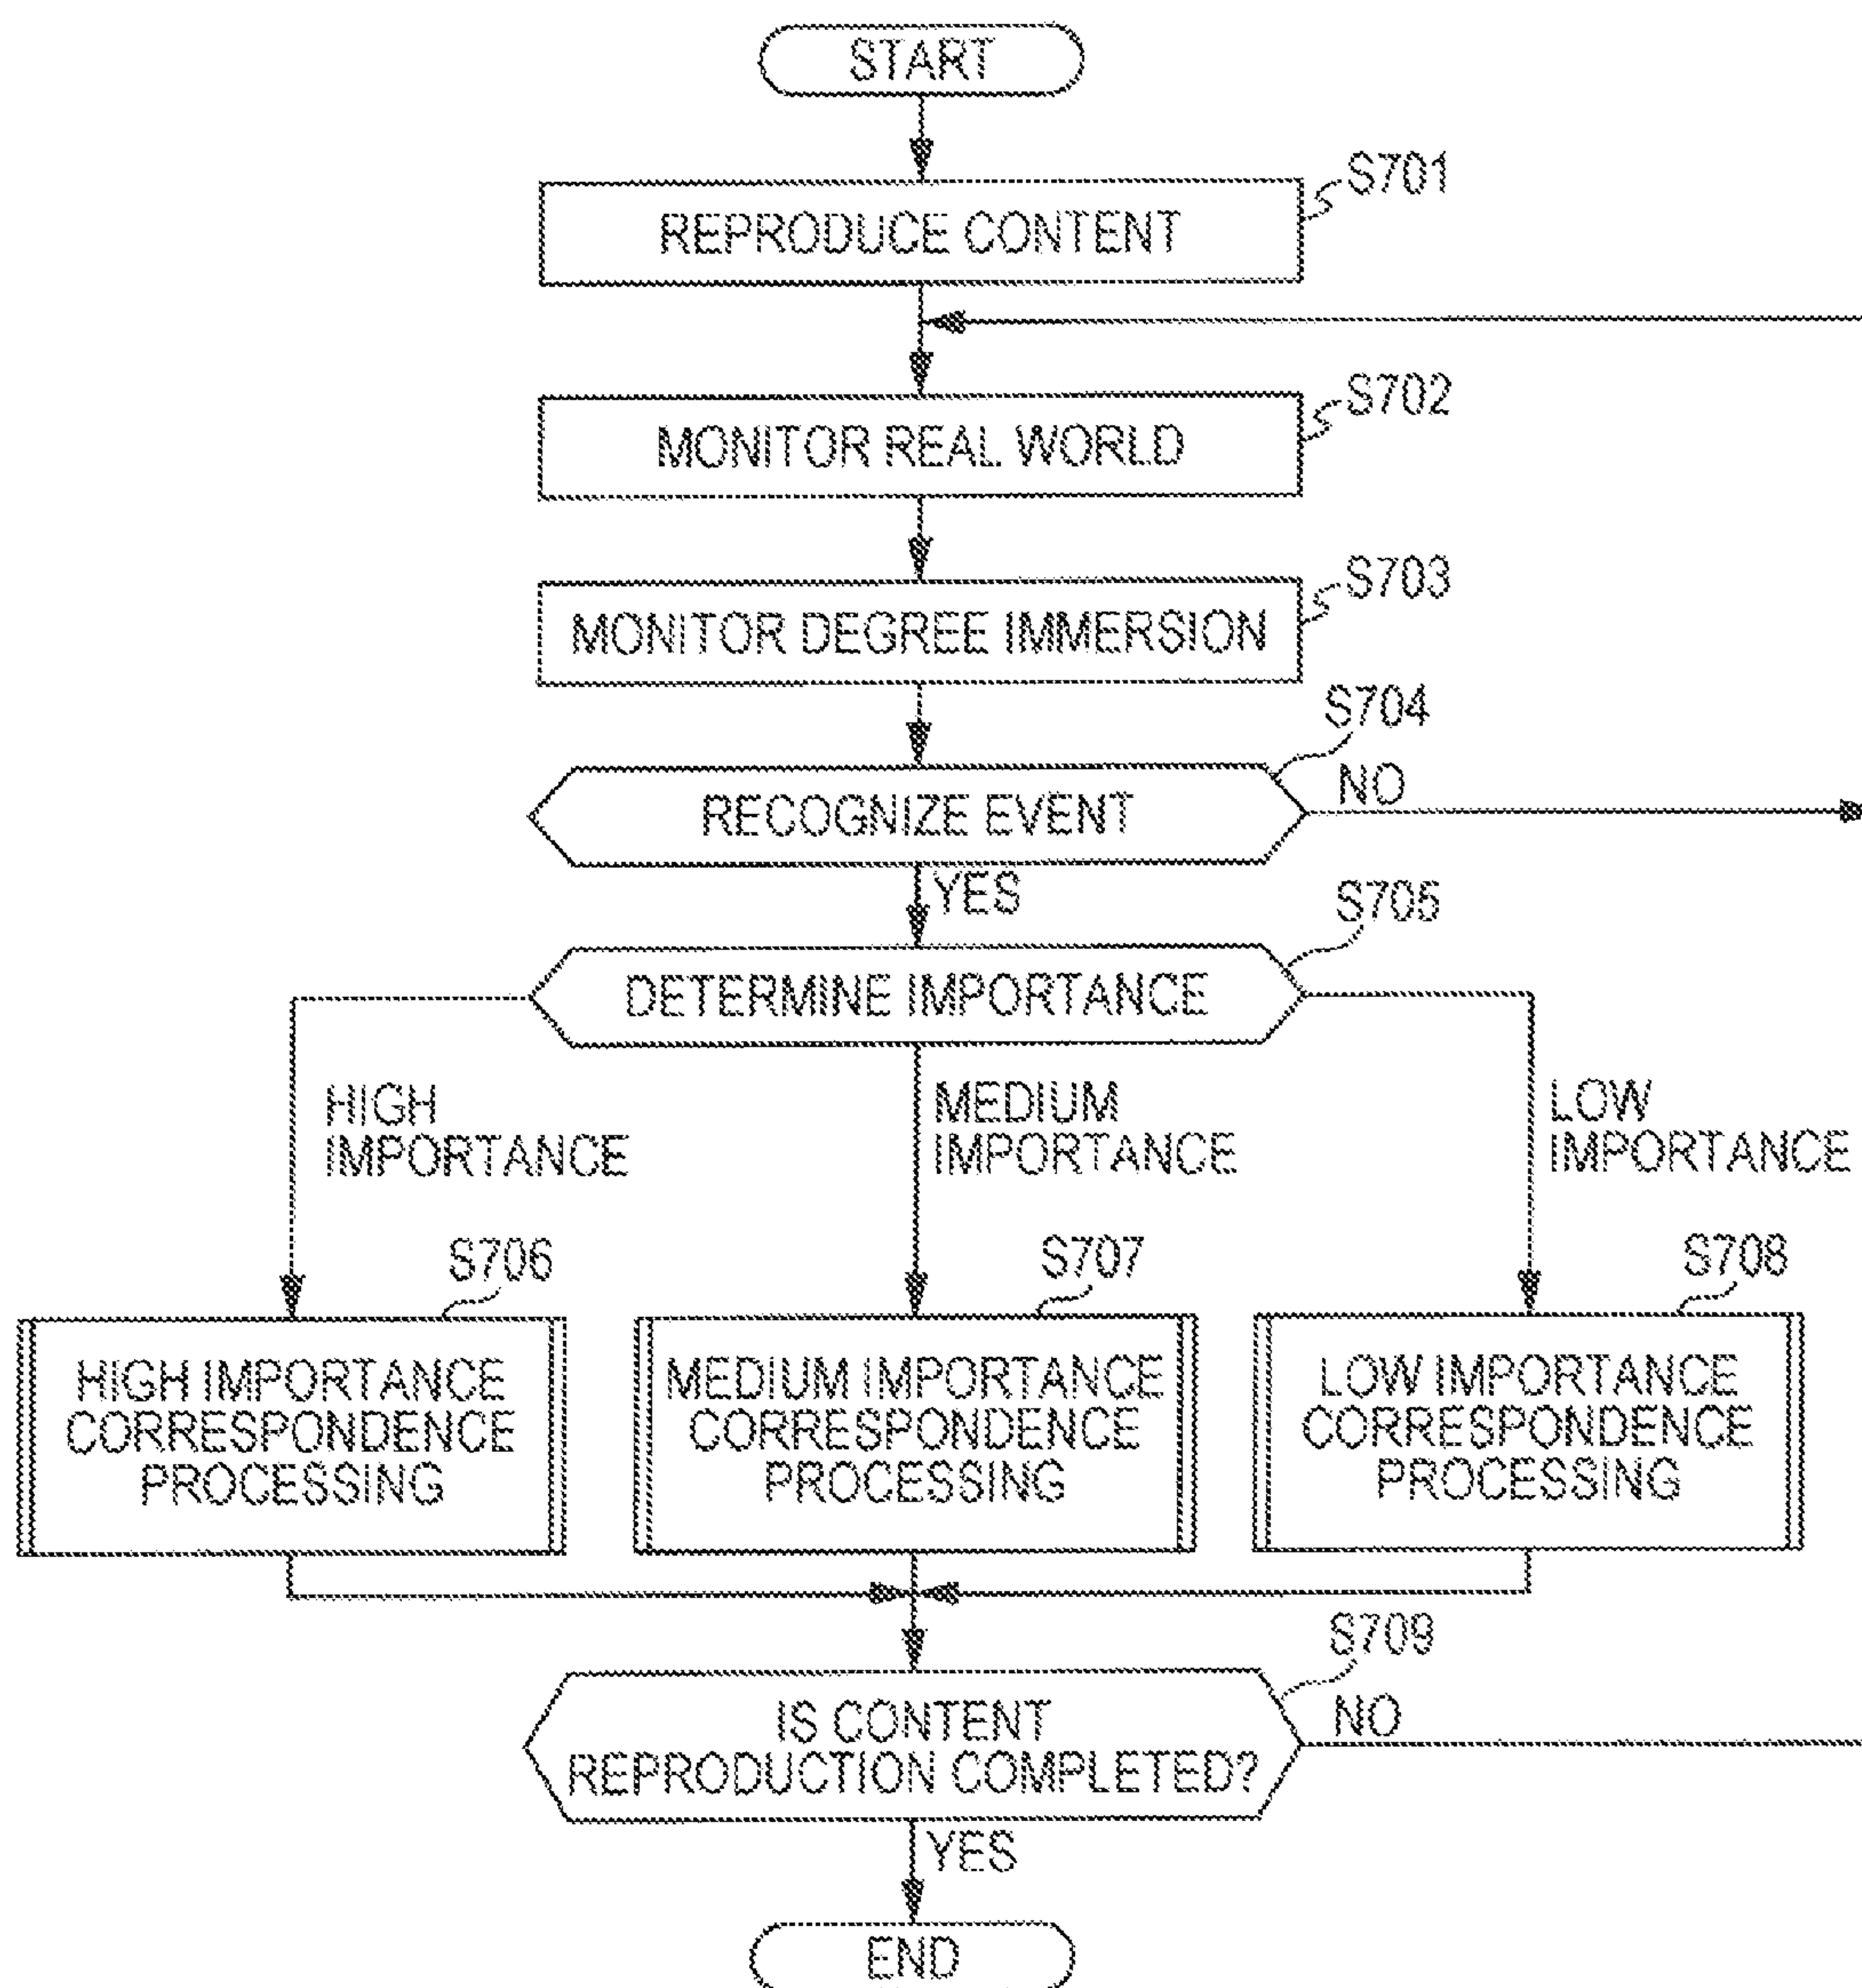 START
REPRODUCE CONTENT
S701
MONITOR REAL WORLD
S702
MONITOR DEGREE IMMERSION
S703
RECOGNIZE EVENT
S704
NO
YES
DETERMINE IMPORTANCE
S705
HIGH
IMPORTANCE
MEDIUM
IMPORTANCE
LOW
IMPORTANCE
S706
HIGH IMPORTANCE
CORRESPONDENCE
PROCESSING
S707
MEDIUM IMPORTANCE
CORRESPONDENCE
PROCESSING
S708
LOW IMPORTANCE
CORRESPONDENCE
PROCESSING
S709
IS CONTENT
REPRODUCTION COMPLETED?
NO
YES
END